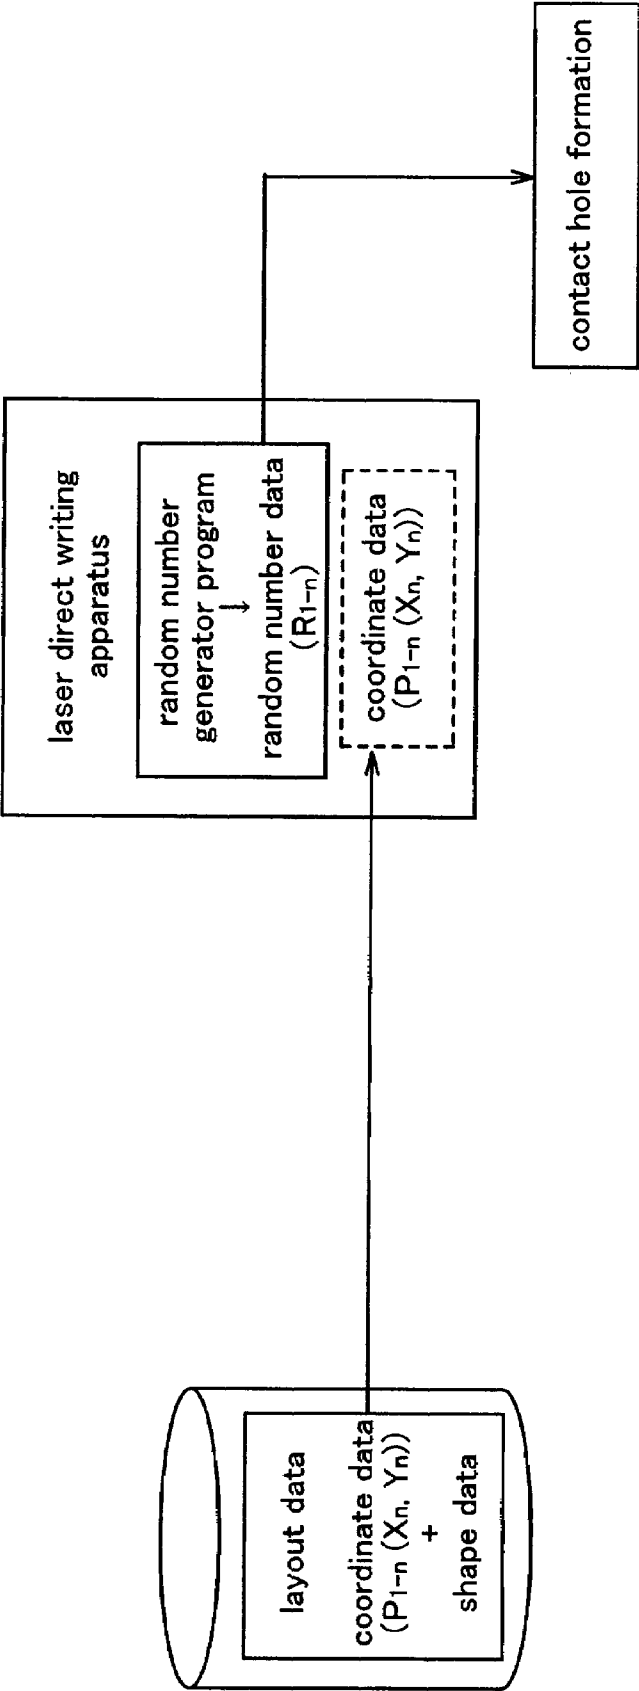 layout data
coordinate data
(P1-n (Xn, Yn))
+
shape data
laser direct writing
apparatus
random number
generator program
↓
random number data
(R1-n)
coordinate data
(P1-n (Xn, Yn))
contact hole formation